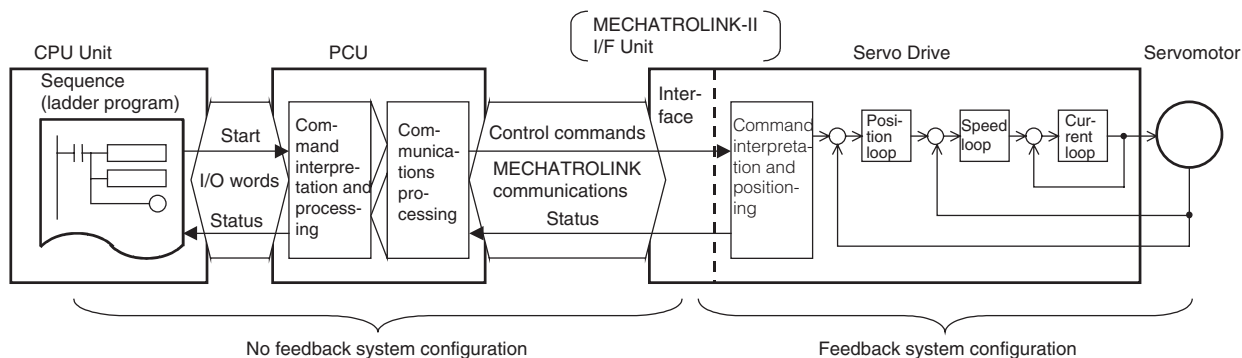 MECHATROLINK-II
I/F Unit
CPU Unit
PCU
Servo Drive
Servomotor
Sequence
(ladder program)
Start
I/O words
Status
Com-
mand
interpre-
tation and
process-
ing
Com-
munica-
tions
pro-
cessing
Control commands
MECHATROLINK
communications
Status
Inter-
face
Command
interpreta-
tion and
position-
ing
Posi-
tion
loop
Speed
loop
Cur-
rent
loop
No feedback system configuration
Feedback system configuration